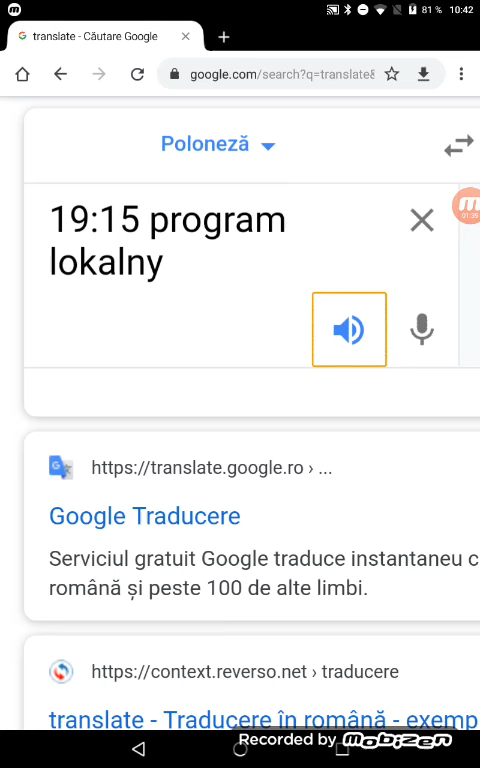 81 % 10:42
translate - Căutare Google
google.com/search?q=translate&
Poloneză
19:15 program
lokalny
01:39
https://translate.google.ro › ...
Google Traducere
Serviciul gratuit Google traduce instantaneu c
română și peste 100 de alte limbi.
https://context.reverso.net › traducere
translate - Traducere în română - exemp
Recorded by mobizen